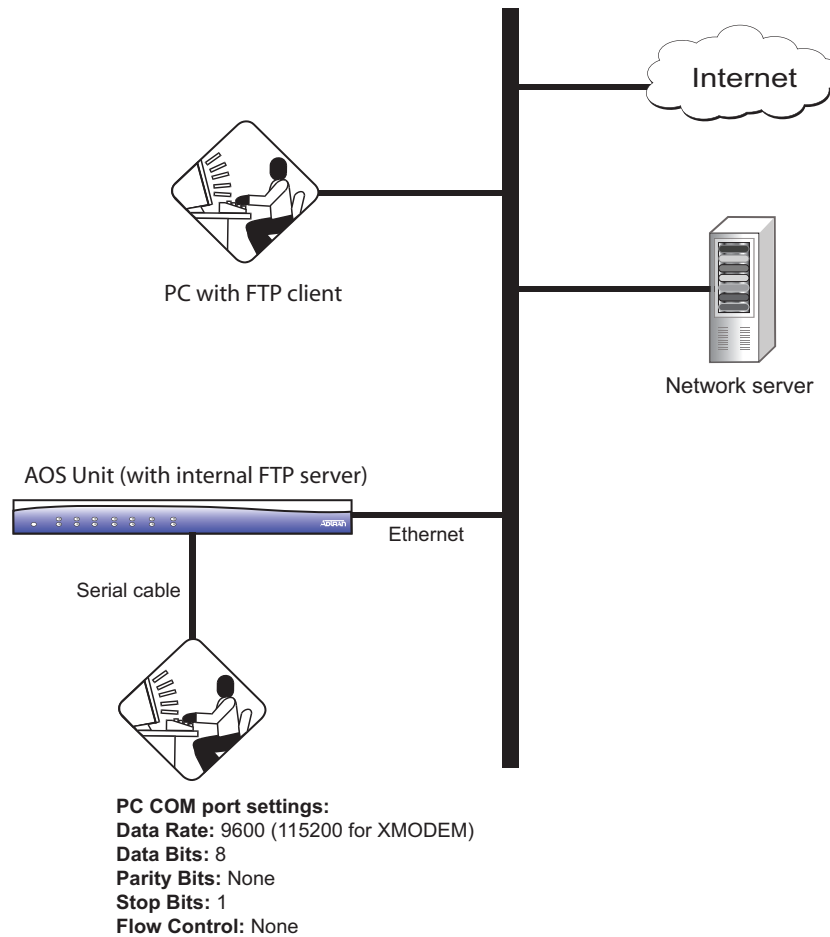 Internet
PC with FTP client
Network server
AOS Unit (with internal FTP server)
ADTRAN
Ethernet
Serial cable
PC COM port settings:
Data Rate: 9600 (115200 for XMODEM)
Data Bits: 8
Parity Bits: None
Stop Bits: 1
Flow Control: None